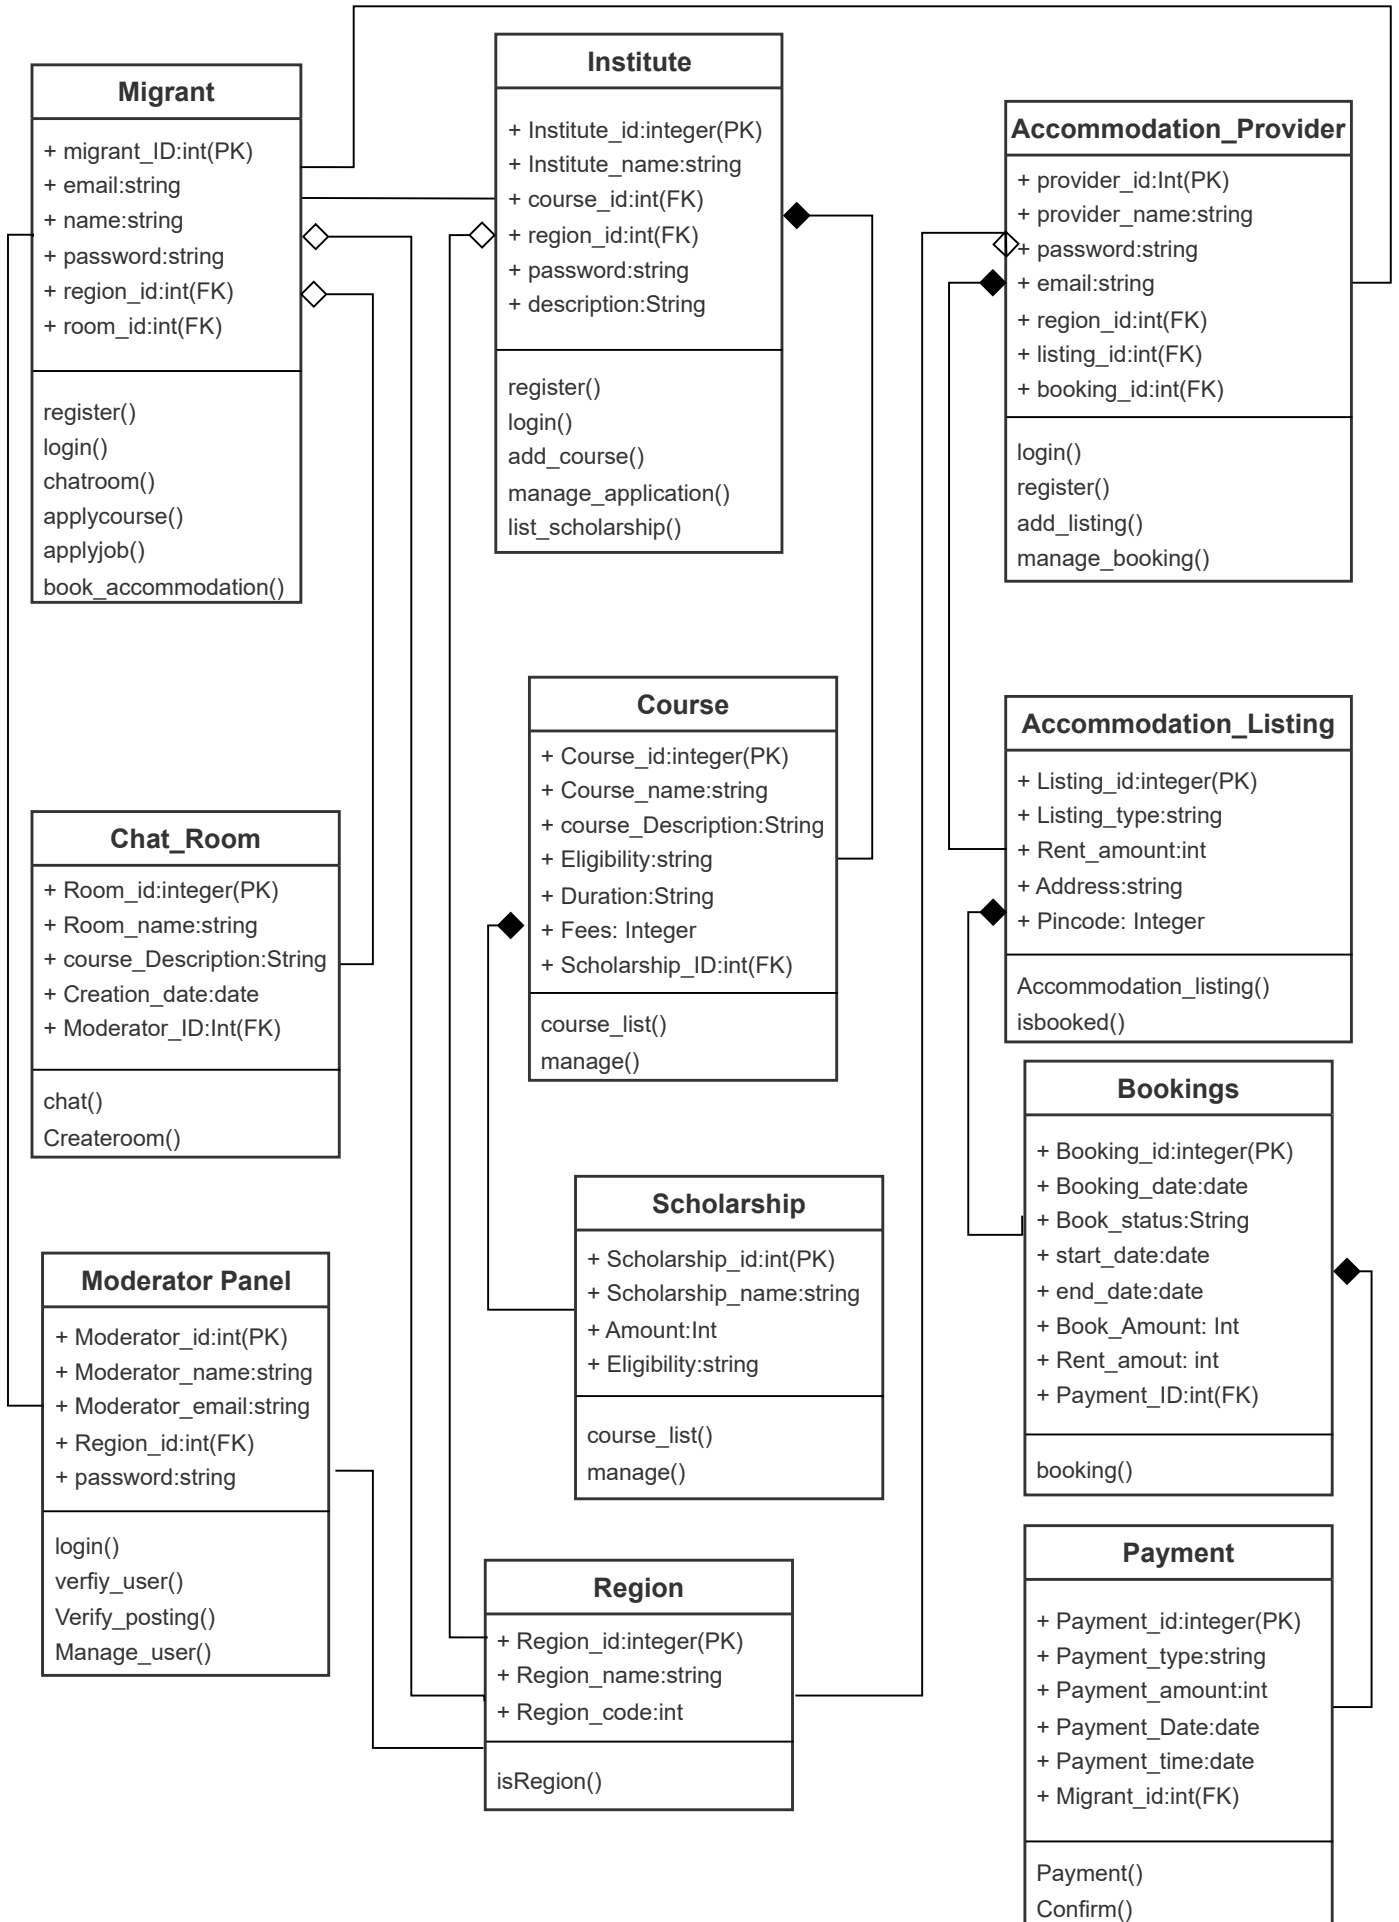 Migrant
+ migrant_ID:int(PK)
+ email:string
+ name:string
+ password:string
+ region_id:int(FK)
+ room_id:int(FK)
register()
login()
chatroom()
applycourse()
applyjob()
book_accommodation()
Institute
+ Institute_id:integer(PK)
+ Institute_name:string
+ course_id:int(FK)
+ region_id:int(FK)
+ password:string
+ description:String
register()
login()
add_course()
manage_application()
list_scholarship()
Accommodation_Provider
+ provider_id:Int(PK)
+ provider_name:string
+ password:string
+ email:string
+ region_id:int(FK)
+ listing_id:int(FK)
+ booking_id:int(FK)
login()
register()
add_listing()
manage_booking()
Course
+ Course_id:integer(PK)
+ Course_name:string
+ course_Description:String
+ Eligibility:string
+ Duration:String
+ Fees: Integer
+ Scholarship_ID:int(FK)
course_list()
manage()
Accommodation_Listing
+ Listing_id:integer(PK)
+ Listing_type:string
+ Rent_amount:int
+ Address:string
+ Pincode: Integer
Accommodation_listing()
isbooked()
Chat_Room
+ Room_id:integer(PK)
+ Room_name:string
+ course_Description:String
+ Creation_date:date
+ Moderator_ID:Int(FK)
chat()
Createroom()
Bookings
+ Booking_id:integer(PK)
+ Booking_date:date
+ Book_status:String
+ start_date:date
+ end_date:date
+ Book_Amount: Int
+ Rent_amout: int
+ Payment_ID:int(FK)
booking()
Scholarship
+ Scholarship_id:int(PK)
+ Scholarship_name:string
+ Amount:Int
+ Eligibility:string
course_list()
manage()
Moderator Panel
+ Moderator_id:int(PK)
+ Moderator_name:string
+ Moderator_email:string
+ Region_id:int(FK)
+ password:string
login()
verfiy_user()
Verify_posting()
Manage_user()
Region
+ Region_id:integer(PK)
+ Region_name:string
+ Region_code:int
isRegion()
Payment
+ Payment_id:integer(PK)
+ Payment_type:string
+ Payment_amount:int
+ Payment_Date:date
+ Payment_time:date
+ Migrant_id:int(FK)
Payment()
Confirm()